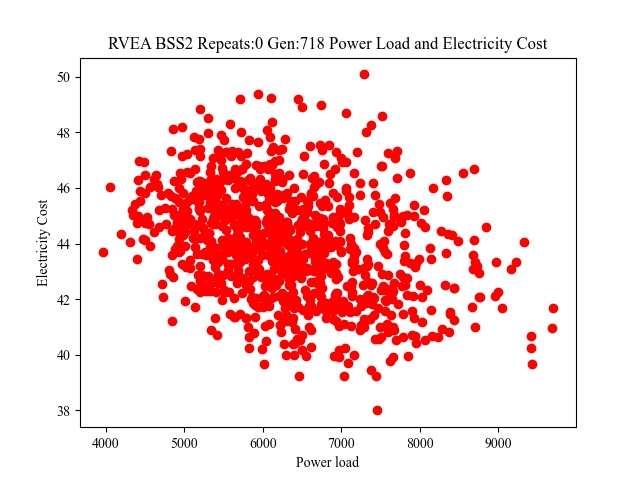 RVEA BSS2 Repeats:0 Gen:718 Power Load and Electricity Cost
50
48
46
44
42
40
38
Electricity Cost
4000 5000 6000 7000 8000 9000
Power load